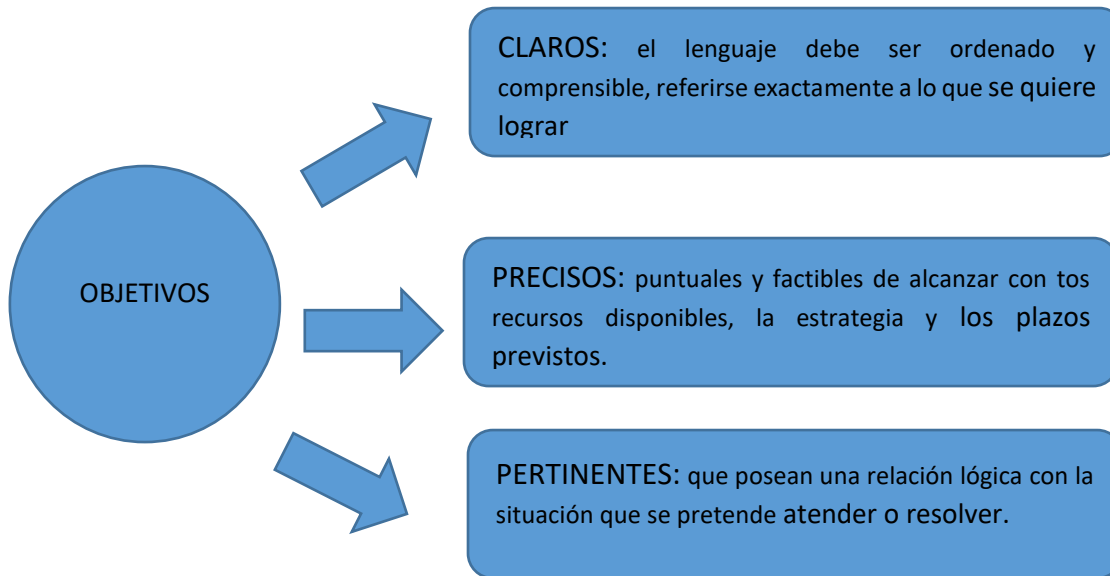 OBJETIVOS
CLAROS: el lenguaje debe ser ordenado y
comprensible, referirse exactamente a lo que se quiere
lograr
PRECISOS: puntuales y factibles de alcanzar con tos
recursos disponibles, la estrategia y los plazos
previstos.
PERTINENTES: que posean una relación lógica con la
situación que se pretende atender o resolver.